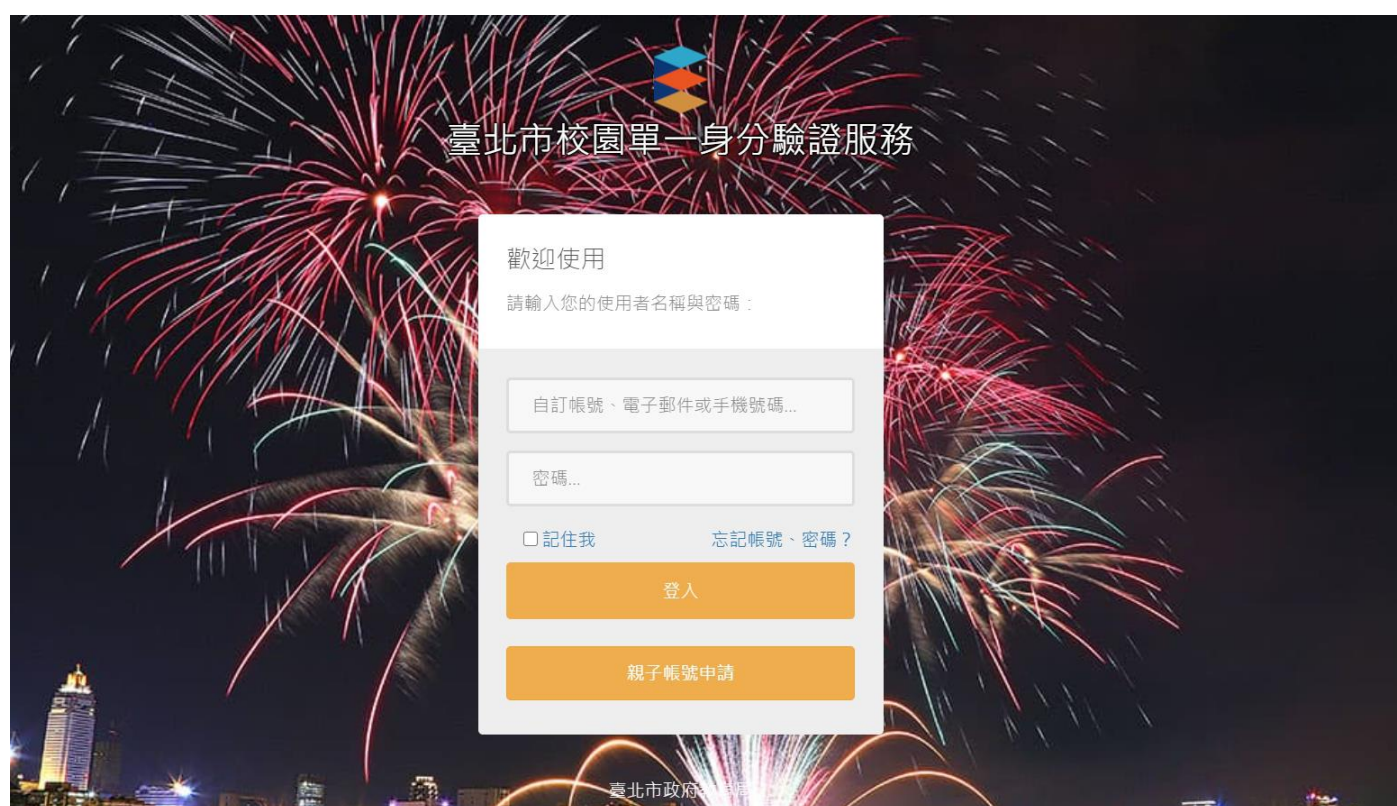 臺北市校園單一身分驗證服務
歡迎使用
請輸入您的使用者名稱與密碼：
自訂帳號、電子郵件或手機號碼...
密碼...
記住我 忘記帳號、密碼？
登入
親子帳號申請
臺北市政府